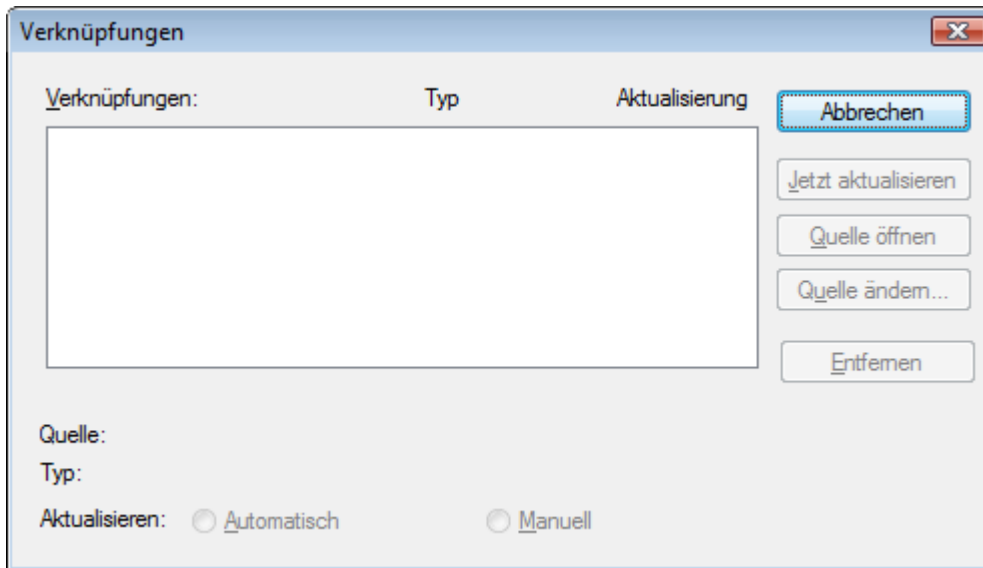 Verknüpfungen
Verknüpfungen: Typ Aktualisierung
Abbrechen
Jetzt aktualisieren
Quelle öffnen
Quelle ändern...
Entfernen
Quelle:
Typ:
Aktualisieren: Automatisch Manuell